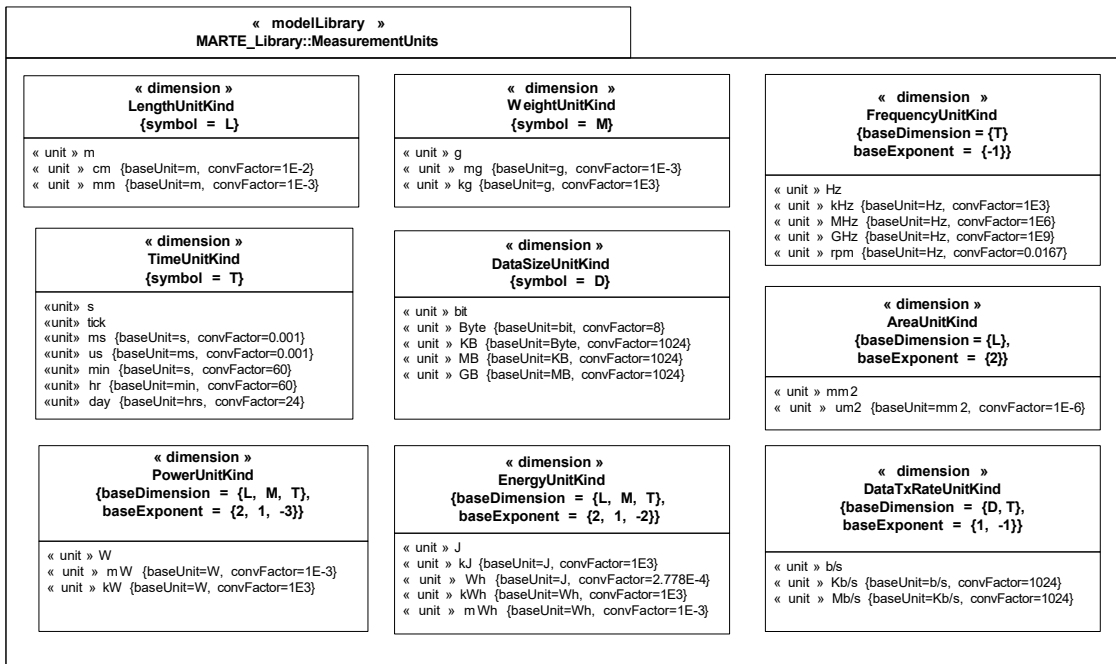 « modelLibrary »
MARTE_Library::MeasurementUnits
« dimension »
LengthUnitKind
{symbol = L}
« unit » m
« unit » cm {baseUnit=m, convFactor=1E-2}
« unit » mm {baseUnit=m, convFactor=1E-3}
« dimension »
WeightUnitKind
{symbol = M}
« unit » g
« unit » mg {baseUnit=g, convFactor=1E-3}
« unit » kg {baseUnit=g, convFactor=1E3}
« dimension »
FrequencyUnitKind
{baseDimension = {T}
baseExponent = {-1}}
« unit » Hz
« unit » kHz {baseUnit=Hz, convFactor=1E3}
« unit » MHz {baseUnit=Hz, convFactor=1E6}
« unit » GHz {baseUnit=Hz, convFactor=1E9}
« unit » rpm {baseUnit=Hz, convFactor=0.0167}
« dimension »
TimeUnitKind
{symbol = T}
«unit» s
«unit» tick
«unit» ms {baseUnit=s, convFactor=0.001}
«unit» us {baseUnit=ms, convFactor=0.001}
«unit» min {baseUnit=s, convFactor=60}
«unit» hr {baseUnit=min, convFactor=60}
«unit» day {baseUnit=hrs, convFactor=24}
« dimension »
DataSizeUnitKind
{symbol = D}
« unit » bit
« unit » Byte {baseUnit=bit, convFactor=8}
« unit » KB {baseUnit=Byte, convFactor=1024}
« unit » MB {baseUnit=KB, convFactor=1024}
« unit » GB {baseUnit=MB, convFactor=1024}
« dimension »
AreaUnitKind
{baseDimension = {L},
baseExponent = {2}}
« unit » mm2
« unit » um2 {baseUnit=mm2, convFactor=1E-6}
« dimension »
PowerUnitKind
{baseDimension = {L, M, T},
baseExponent = {2, 1, -3}}
« unit » W
« unit » mW {baseUnit=W, convFactor=1E-3}
« unit » kW {baseUnit=W, convFactor=1E3}
« dimension »
EnergyUnitKind
{baseDimension = {L, M, T},
baseExponent = {2, 1, -2}}
« unit » J
« unit » kJ {baseUnit=J, convFactor=1E3}
« unit » Wh {baseUnit=J, convFactor=2.778E-4}
« unit » kWh {baseUnit=Wh, convFactor=1E3}
« unit » mWh {baseUnit=Wh, convFactor=1E-3}
« dimension »
DataTxRateUnitKind
{baseDimension = {D, T},
baseExponent = {1, -1}}
« unit » b/s
« unit » Kb/s {baseUnit=b/s, convFactor=1024}
« unit » Mb/s {baseUnit=Kb/s, convFactor=1024}